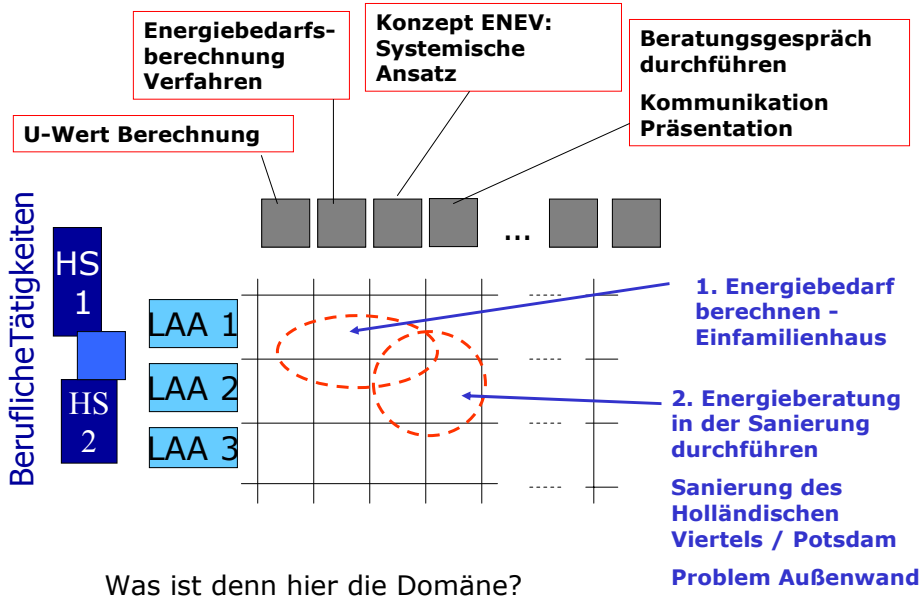 Energiebedarfs-
berechnung
Verfahren
Konzept ENEV:
Systemische
Ansatz
Beratungsgespräch
durchführen
Kommunikation
Präsentation
U-Wert Berechnung
BeruflicheTätigkeiten
HS
1
HS
2
...
LAA 1
LAA 2
LAA 3
1. Energiebedarf
berechnen -
Einfamilienhaus
2. Energieberatung
in der Sanierung
durchführen
Sanierung des
Holländischen
Viertels / Potsdam
Problem Außenwand
Was ist denn hier die Domäne?